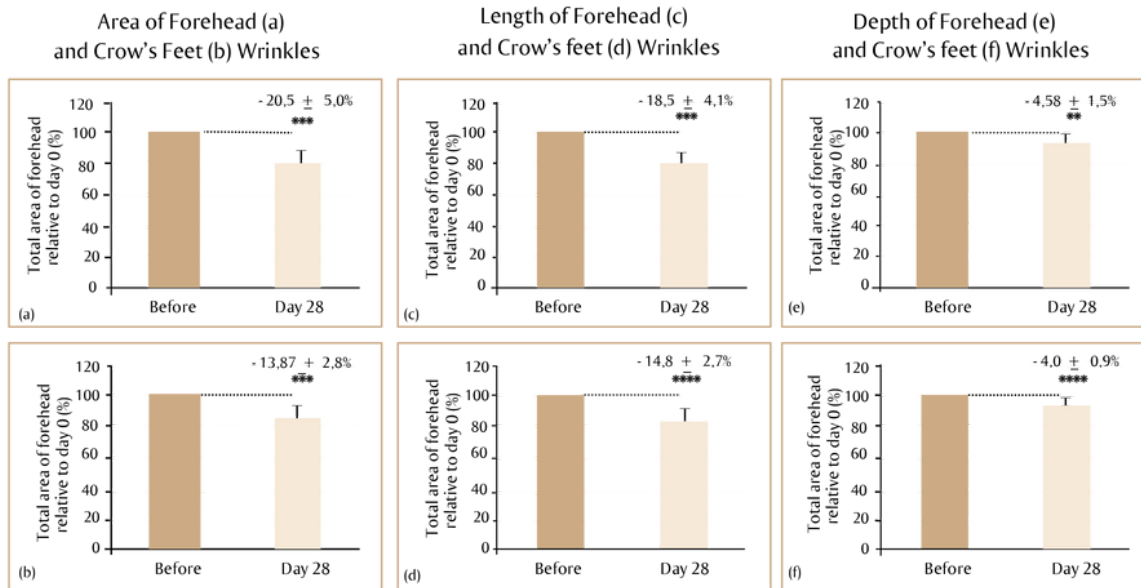 Area of Forehead (a)
and Crow's Feet (b) Wrinkles
Length of Forehead (c)
and Crow's feet (d) Wrinkles
Depth of Forehead (e)
and Crow's feet (f) Wrinkles
Total area of forehead
relative to day 0 (%)
120
100
80
60
40
20
0
- 20,5 ± 5,0%
***
Before
Day 28
(a)
Total area of forehead
relative to day 0 (%)
120
100
80
60
40
20
0
- 18,5 ± 4,1%
***
Before
Day 28
(c)
Total area of forehead
relative to day 0 (%)
120
100
80
60
40
20
0
- 4,58 ± 1,5%
**
Before
Day 28
(e)
Total area of forehead
relative to day 0 (%)
120
100
80
60
40
20
0
- 13,87 ± 2,8%
***
Before
Day 28
(b)
Total area of forehead
relative to day 0 (%)
120
100
80
60
40
20
0
- 14,8 ± 2,7%
****
Before
Day 28
(d)
Total area of forehead
relative to day 0 (%)
120
100
80
60
40
20
0
- 4,0 ± 0,9%
****
Before
Day 28
(f)